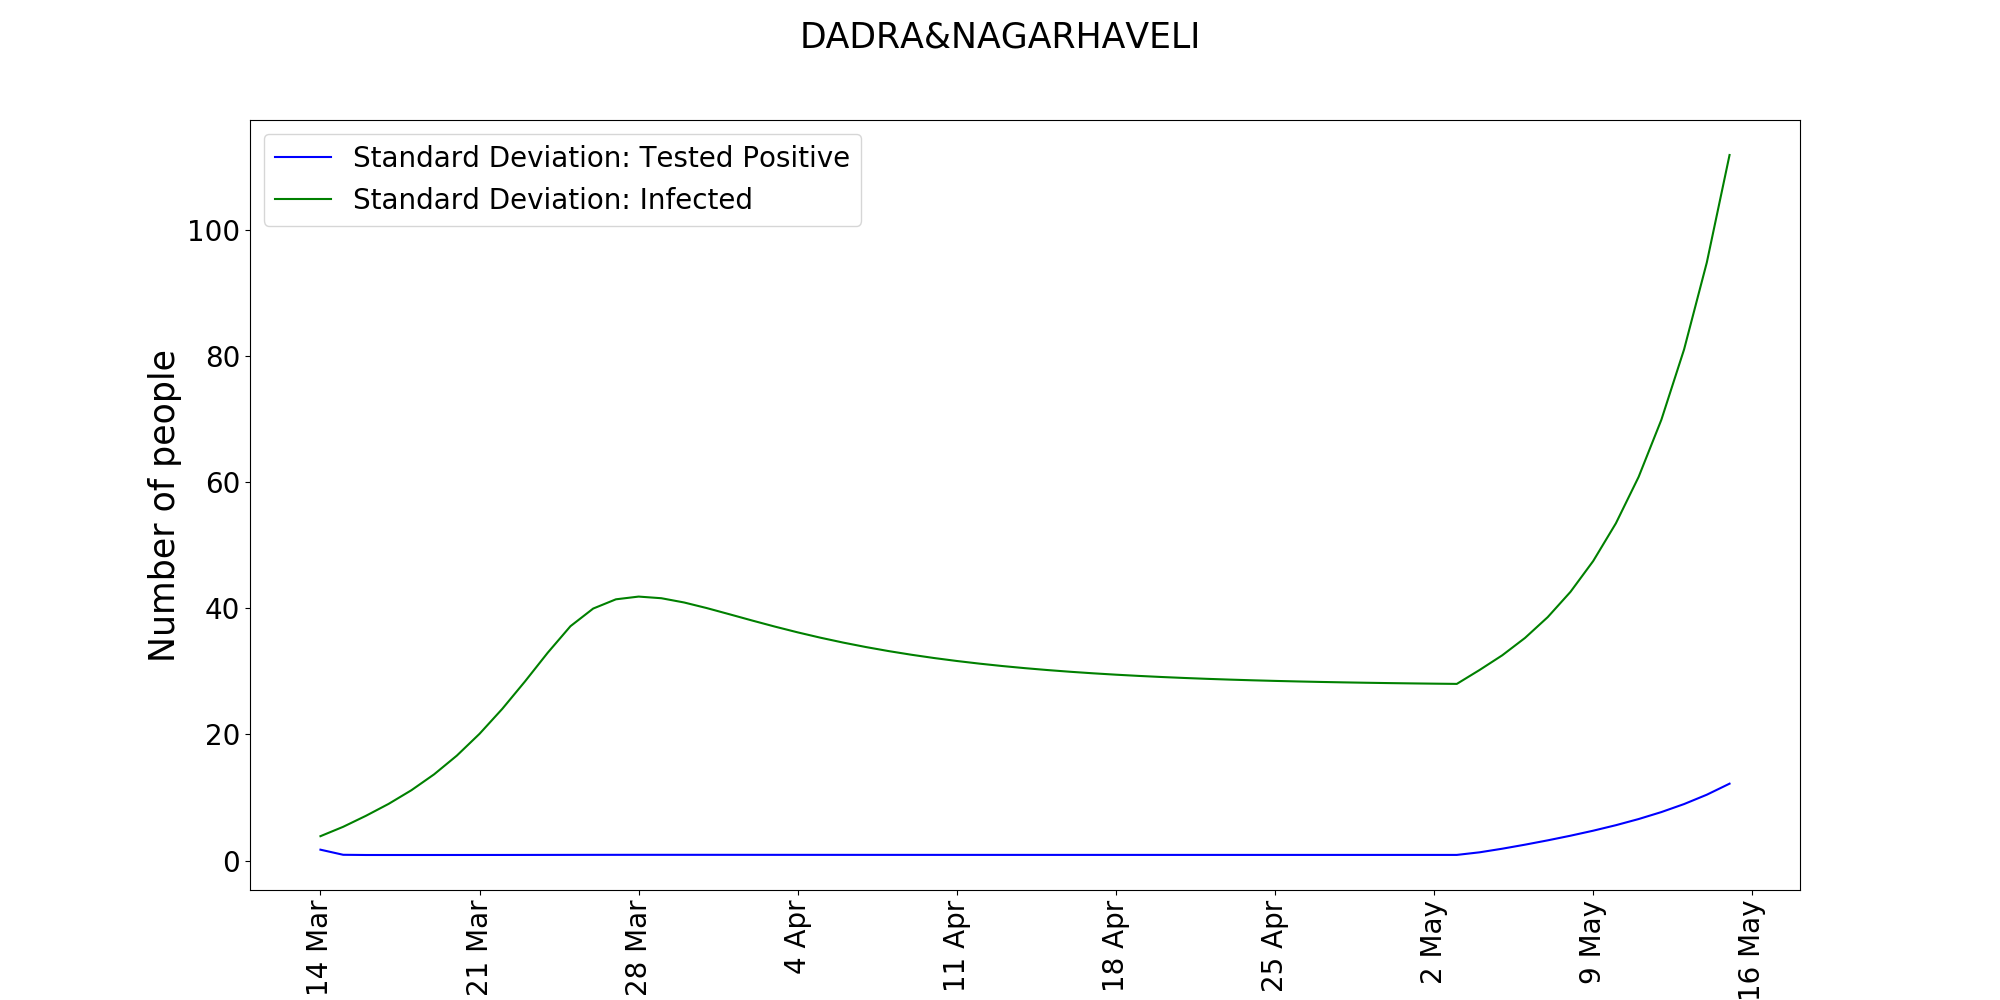 DADRA&NAGARHAVELI
Standard Deviation: Tested Positive
Standard Deviation: Infected
Number of people
100
80
60
40
20
0
14 Mar
21 Mar
28 Mar
4 Apr
11 Apr
18 Apr
25 Apr
2 May
9 May
16 May